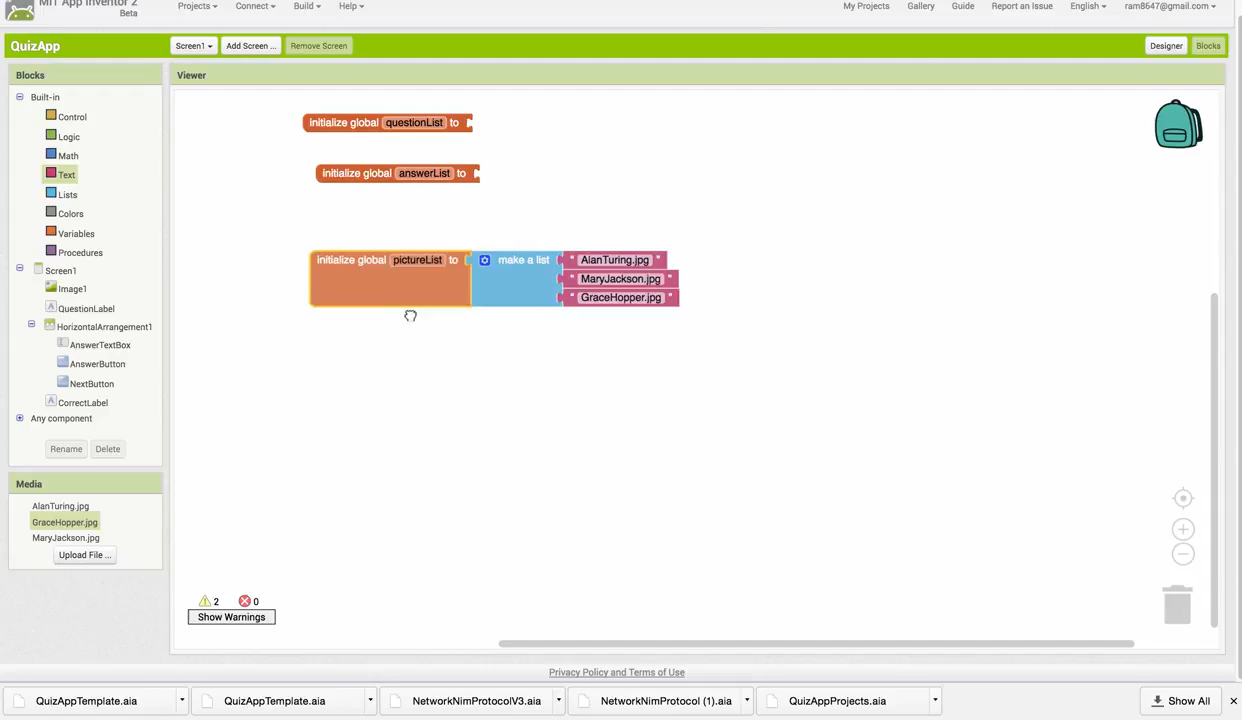 MIT App Inventor 2
Beta
Projects Connect Build Help
My Projects Gallery Guide Report an Issue English ram8647@gmail.com
QuizApp Screen1 Add Screen ... Remove Screen Designer Blocks
Blocks
Viewer
Built-in
Control
Logic
Math
Text
Lists
Colors
Variables
Procedures
Screen1
Image1
QuestionLabel
HorizontalArrangement1
AnswerTextBox
AnswerButton
NextButton
CorrectLabel
Any component
Rename Delete
Media
AlanTuring.jpg
GraceHopper.jpg
MaryJackson.jpg
Upload File ...
initialize global questionList to
initialize global answerList to
initialize global pictureList to make a list " AlanTuring.jpg "
" MaryJackson.jpg "
" GraceHopper.jpg "
2 0
Show Warnings
Privacy Policy and Terms of Use
QuizAppTemplate.aia QuizAppTemplate.aia NetworkNimProtocolV3.aia NetworkNimProtocol (1).aia QuizAppProjects.aia Show All